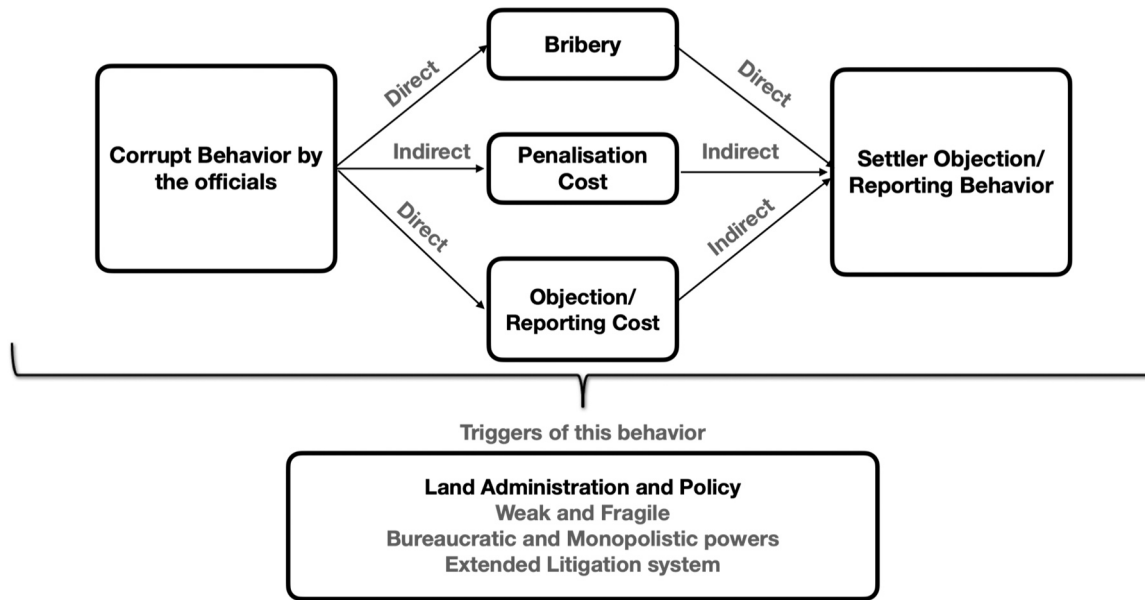 Bribery
Direct
Direct
Corrupt Behavior by
the officials
Indirect
Penalisation
Cost
Indirect
Settler Objection/
Reporting Behavior
Direct
Indirect
Objection/
Reporting Cost
Triggers of this behavior
Land Administration and Policy
Weak and Fragile
Bureaucratic and Monopolistic powers
Extended Litigation system